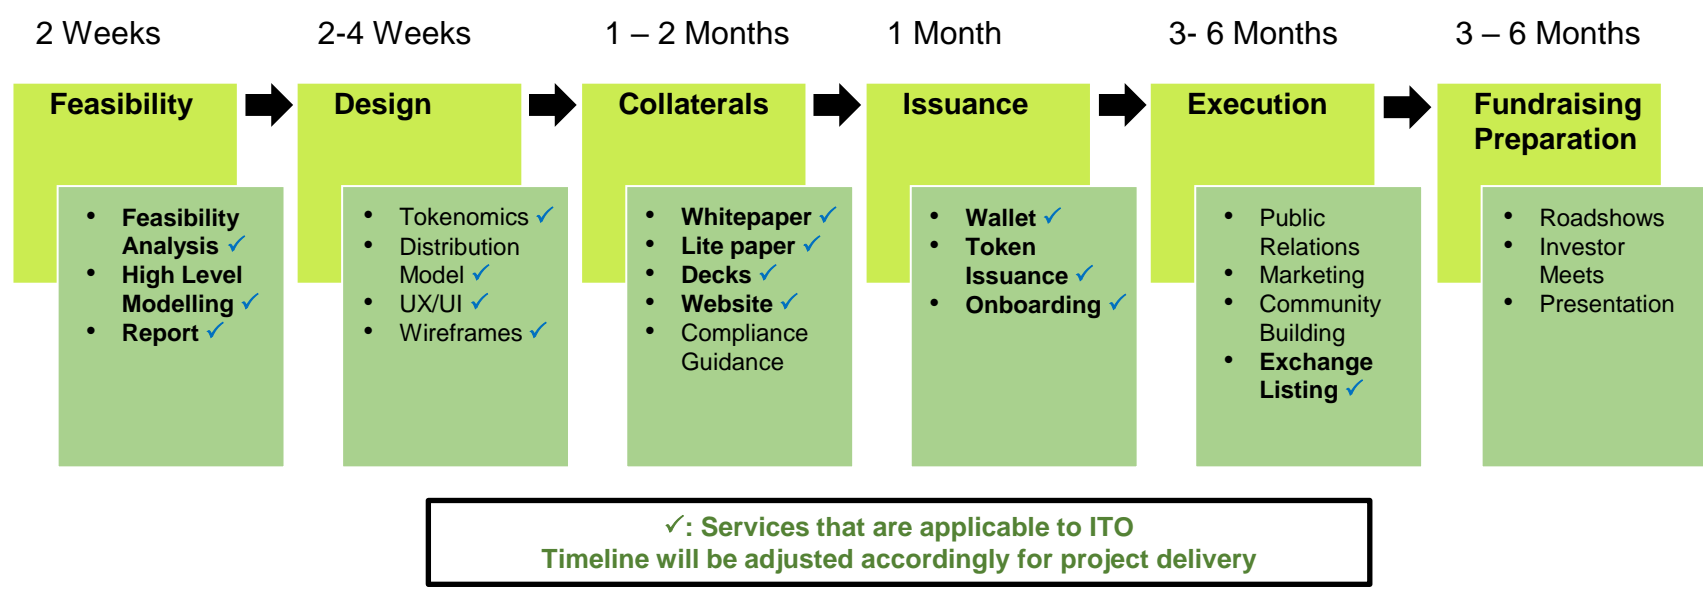 2 Weeks
2-4 Weeks
1 – 2 Months
1 Month
3- 6 Months
3 – 6 Months
Feasibility
Design
Collaterals
Issuance
Execution
Fundraising
Preparation
• Feasibility
Analysis ✓
• High Level
Modelling ✓
• Report ✓
• Tokenomics ✓
• Distribution
Model ✓
• UX/UI ✓
• Wireframes ✓
• Whitepaper ✓
• Lite paper ✓
• Decks ✓
• Website ✓
• Compliance
Guidance
• Wallet ✓
• Token
Issuance ✓
• Onboarding ✓
• Public
Relations
• Marketing
• Community
Building
• Exchange
Listing ✓
• Roadshows
• Investor
Meets
• Presentation
✓: Services that are applicable to ITO
Timeline will be adjusted accordingly for project delivery